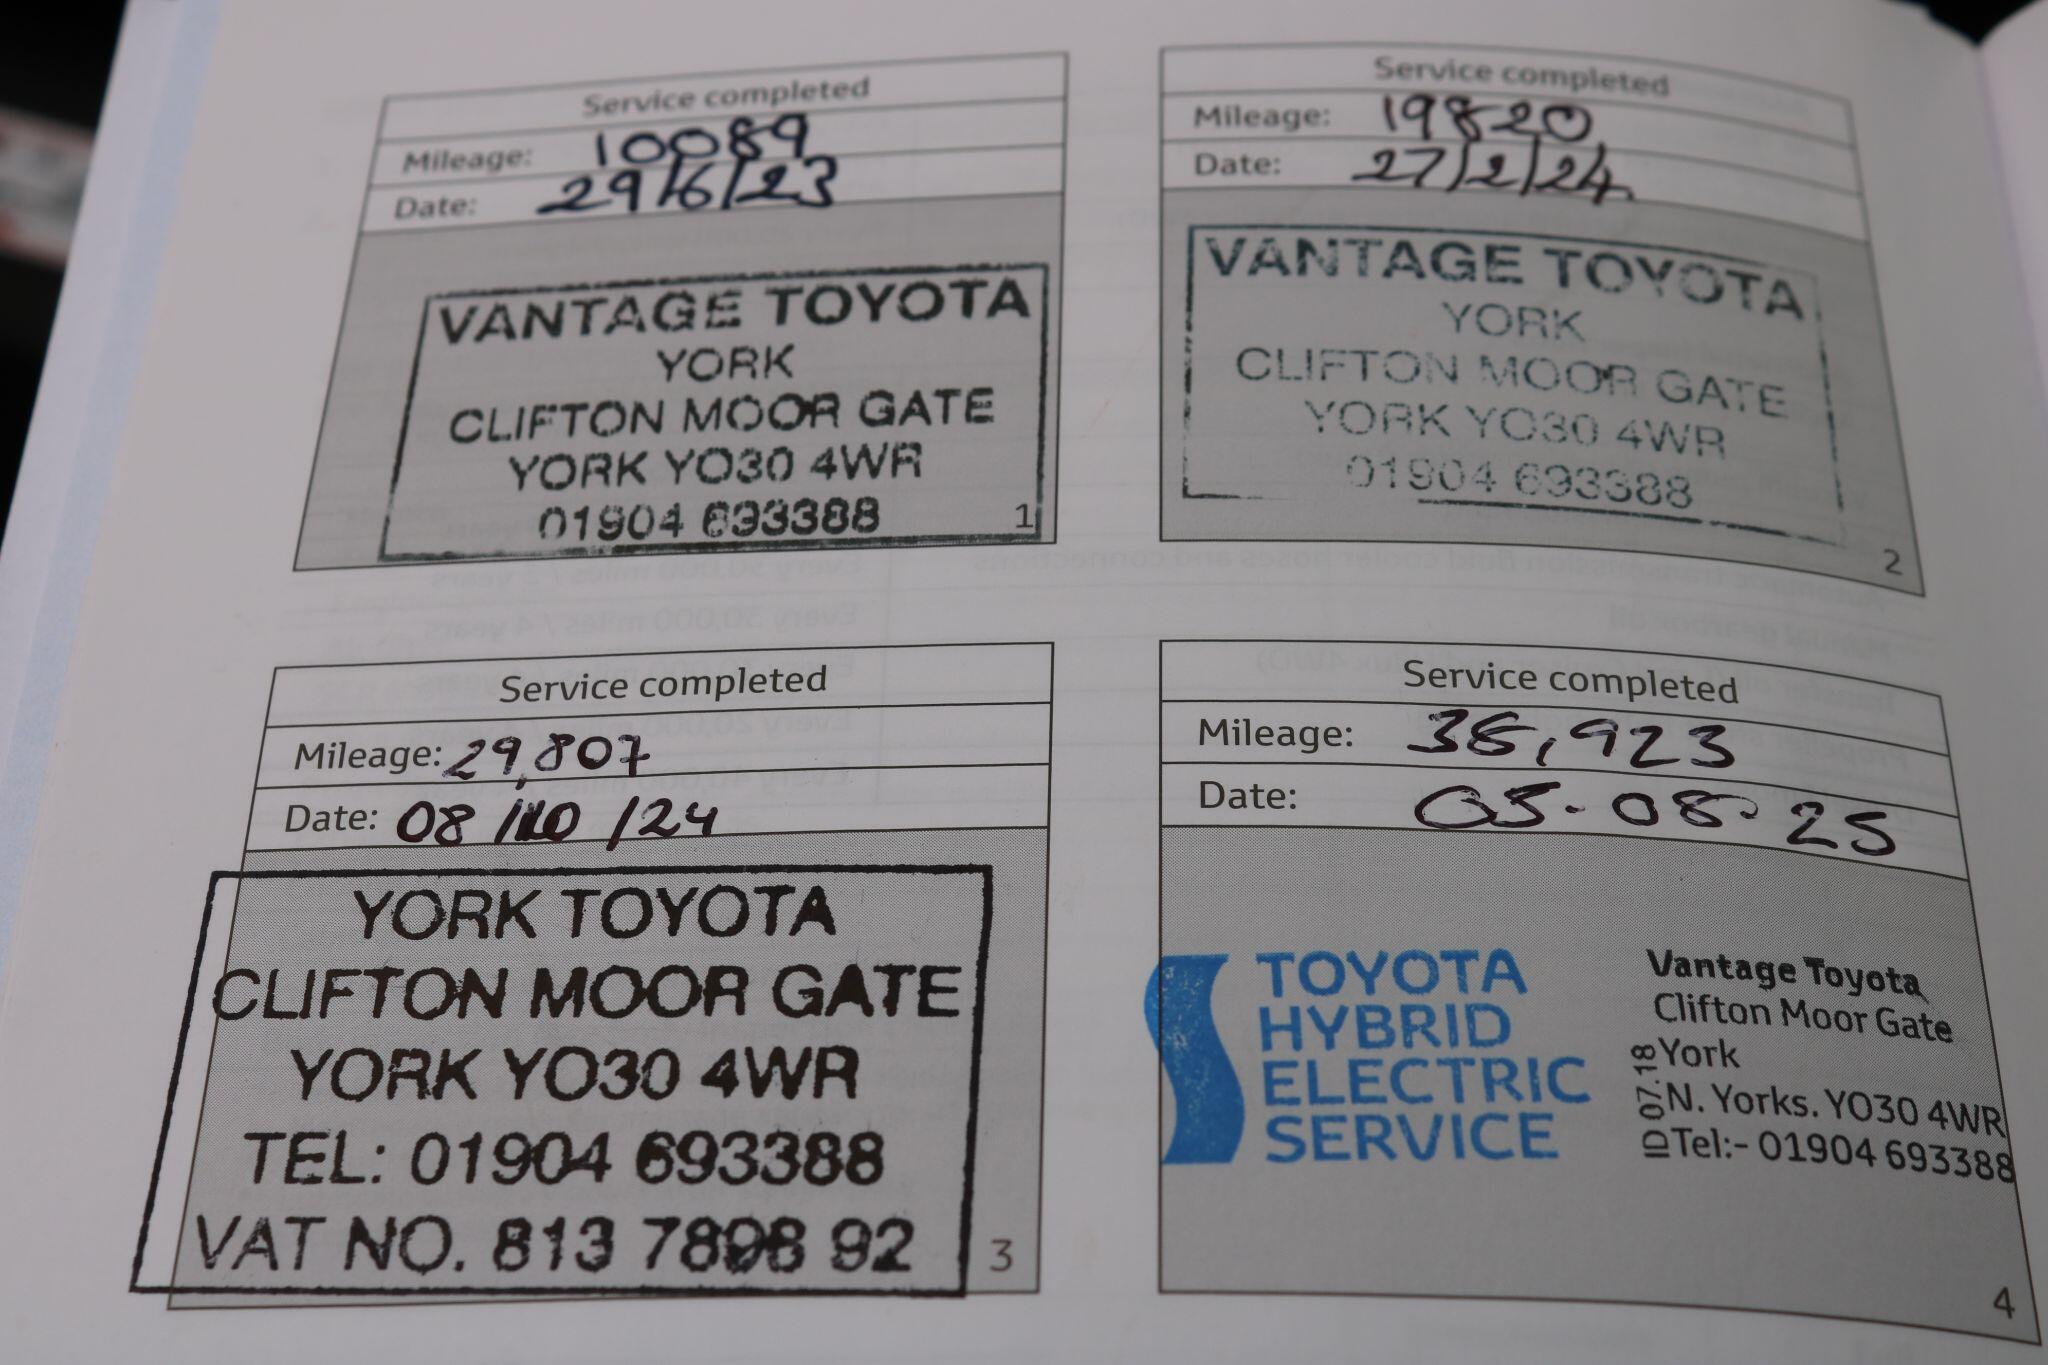 Service completed
Mileage: 10089
Date: 29/6/23
VANTAGE TOYOTA
YORK
CLIFTON MOOR GATE
YORK YO30 4WR
01904 693388
1
Service completed
Mileage: 19820
Date: 27/2/24
VANTAGE TOYOTA
YORK
CLIFTON MOOR GATE
YORK YO30 4WR
01904 693388
2
Service completed
Mileage: 29,807
Date: 08/10/24
YORK TOYOTA
CLIFTON MOOR GATE
YORK YO30 4WR
TEL: 01904 693388
VAT NO. 813 7898 92
3
Service completed
Mileage: 38,923
Date: 05-08-25
TOYOTA
HYBRID
ELECTRIC
SERVICE
Vantage Toyota
Clifton Moor Gate
York
N. Yorks. YO30 4WR
Tel:- 01904 693388
ID 07.18
4